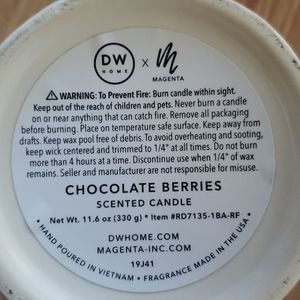 DW
HOME
X
M
MAGENTA
⚠ WARNING: To Prevent Fire: Burn candle within sight.
Keep out of the reach of children and pets. Never burn a candle
on or near anything that can catch fire. Remove all packaging
before burning. Place on temperature safe surface. Keep away from
drafts. Keep wax pool free of debris. To avoid overheating and sooting,
keep wick centered and trimmed to 1/4" at all times. Do not burn
more than 4 hours at a time. Discontinue use when 1/4" of wax
remains. Seller and manufacturer are not responsible for misuse.
CHOCOLATE BERRIES
SCENTED CANDLE
Net Wt. 11.6 oz (330 g) * Item #RD7135-1BA-RF
DWHOME.COM
MAGENTA-INC.COM
19J41
HAND POURED IN VIETNAM • FRAGRANCE MADE IN THE USA •